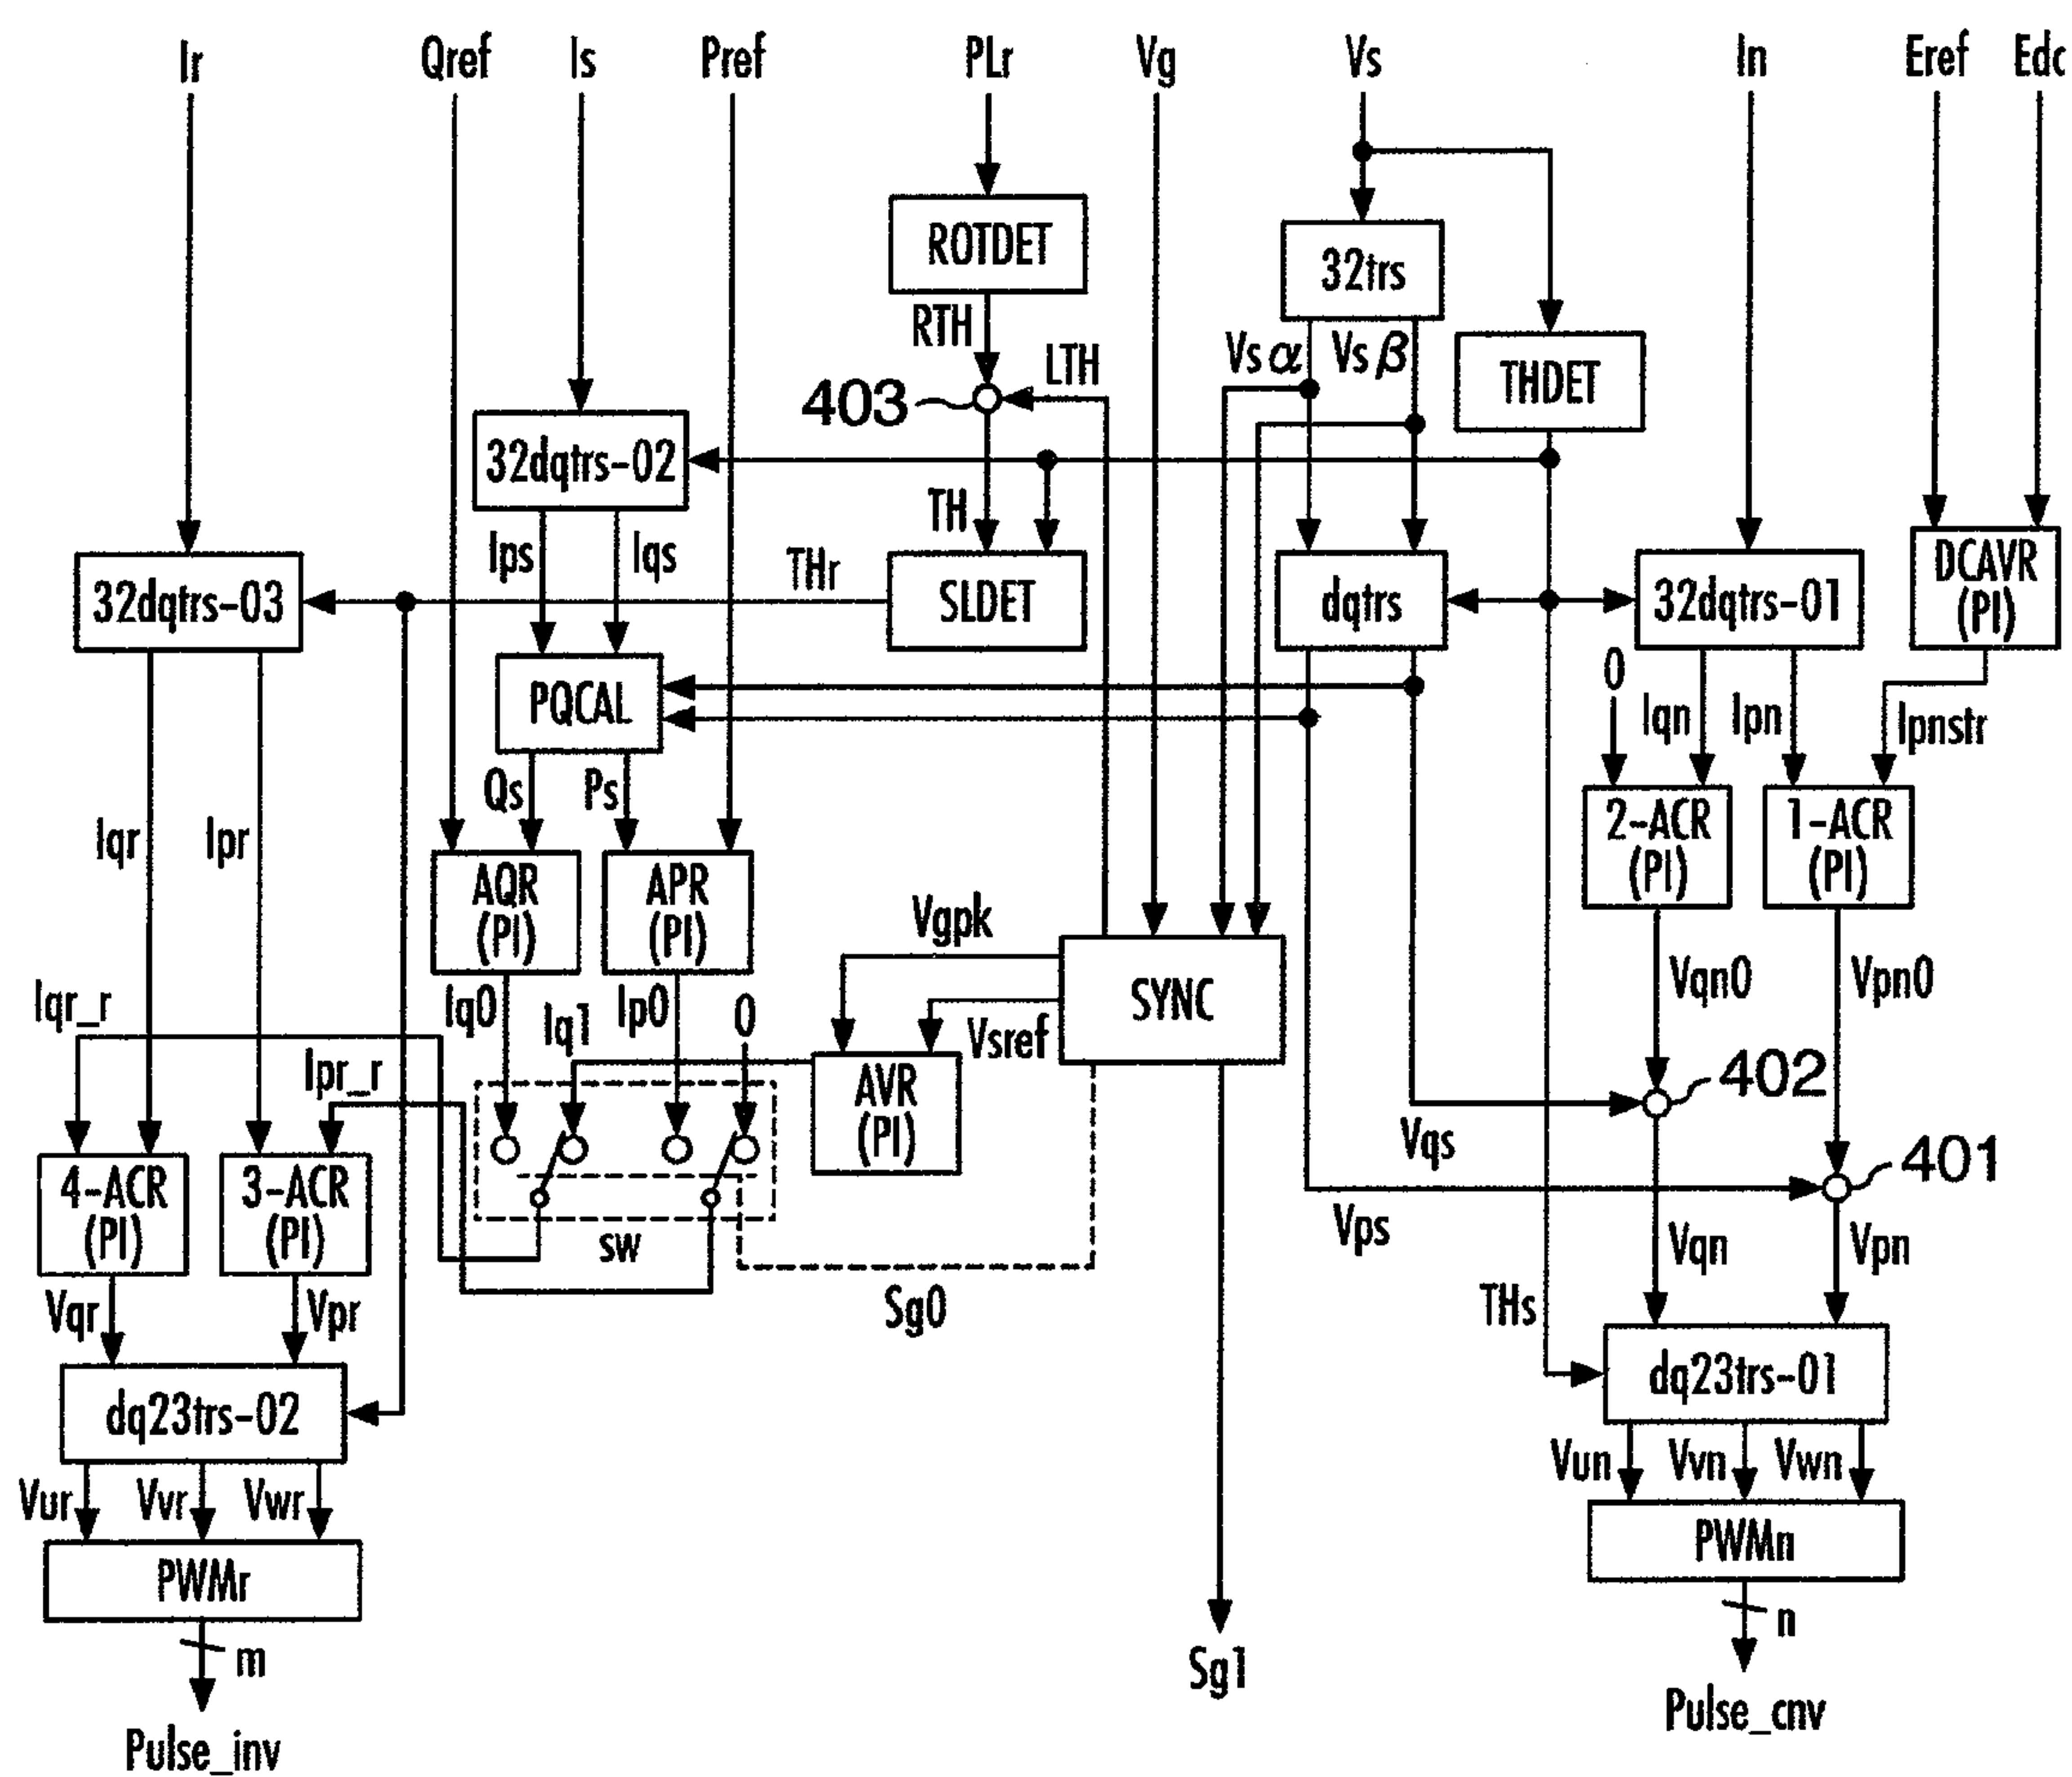 Ir Qref Is Pref PLr Vg Vs In Eref Edc
ROTDET
32trs
RTH
LTH
Vsα Vsβ
THDET
403
32dqtrs-02
TH
Ips Iqs
THr
32dqtrs-03
SLDET
dqtrs
32dqtrs-01
DCAVR
(PI)
PQCAL
0 Iqn Ipn Ipnstr
Qs Ps
Iqr Ipr
2-ACR
(PI)
1-ACR
(PI)
AQR
(PI)
APR
(PI)
Vgpk
SYNC
Vqn0 Vpn0
Iqr_r
Iq0 Iq1 Ip0 0
Vsref
Ipr_r
AVR
(PI)
402
Vqs
401
4-ACR
(PI)
3-ACR
(PI)
sw
Vps
Vqn Vpn
Sg0
THs
Vqr Vpr
dq23trs-02
dq23trs-01
Vur Vvr Vwr
Vun Vvn Vwn
PWMr
PWMn
m
n
Sg1
Pulse_inv
Pulse_cnv